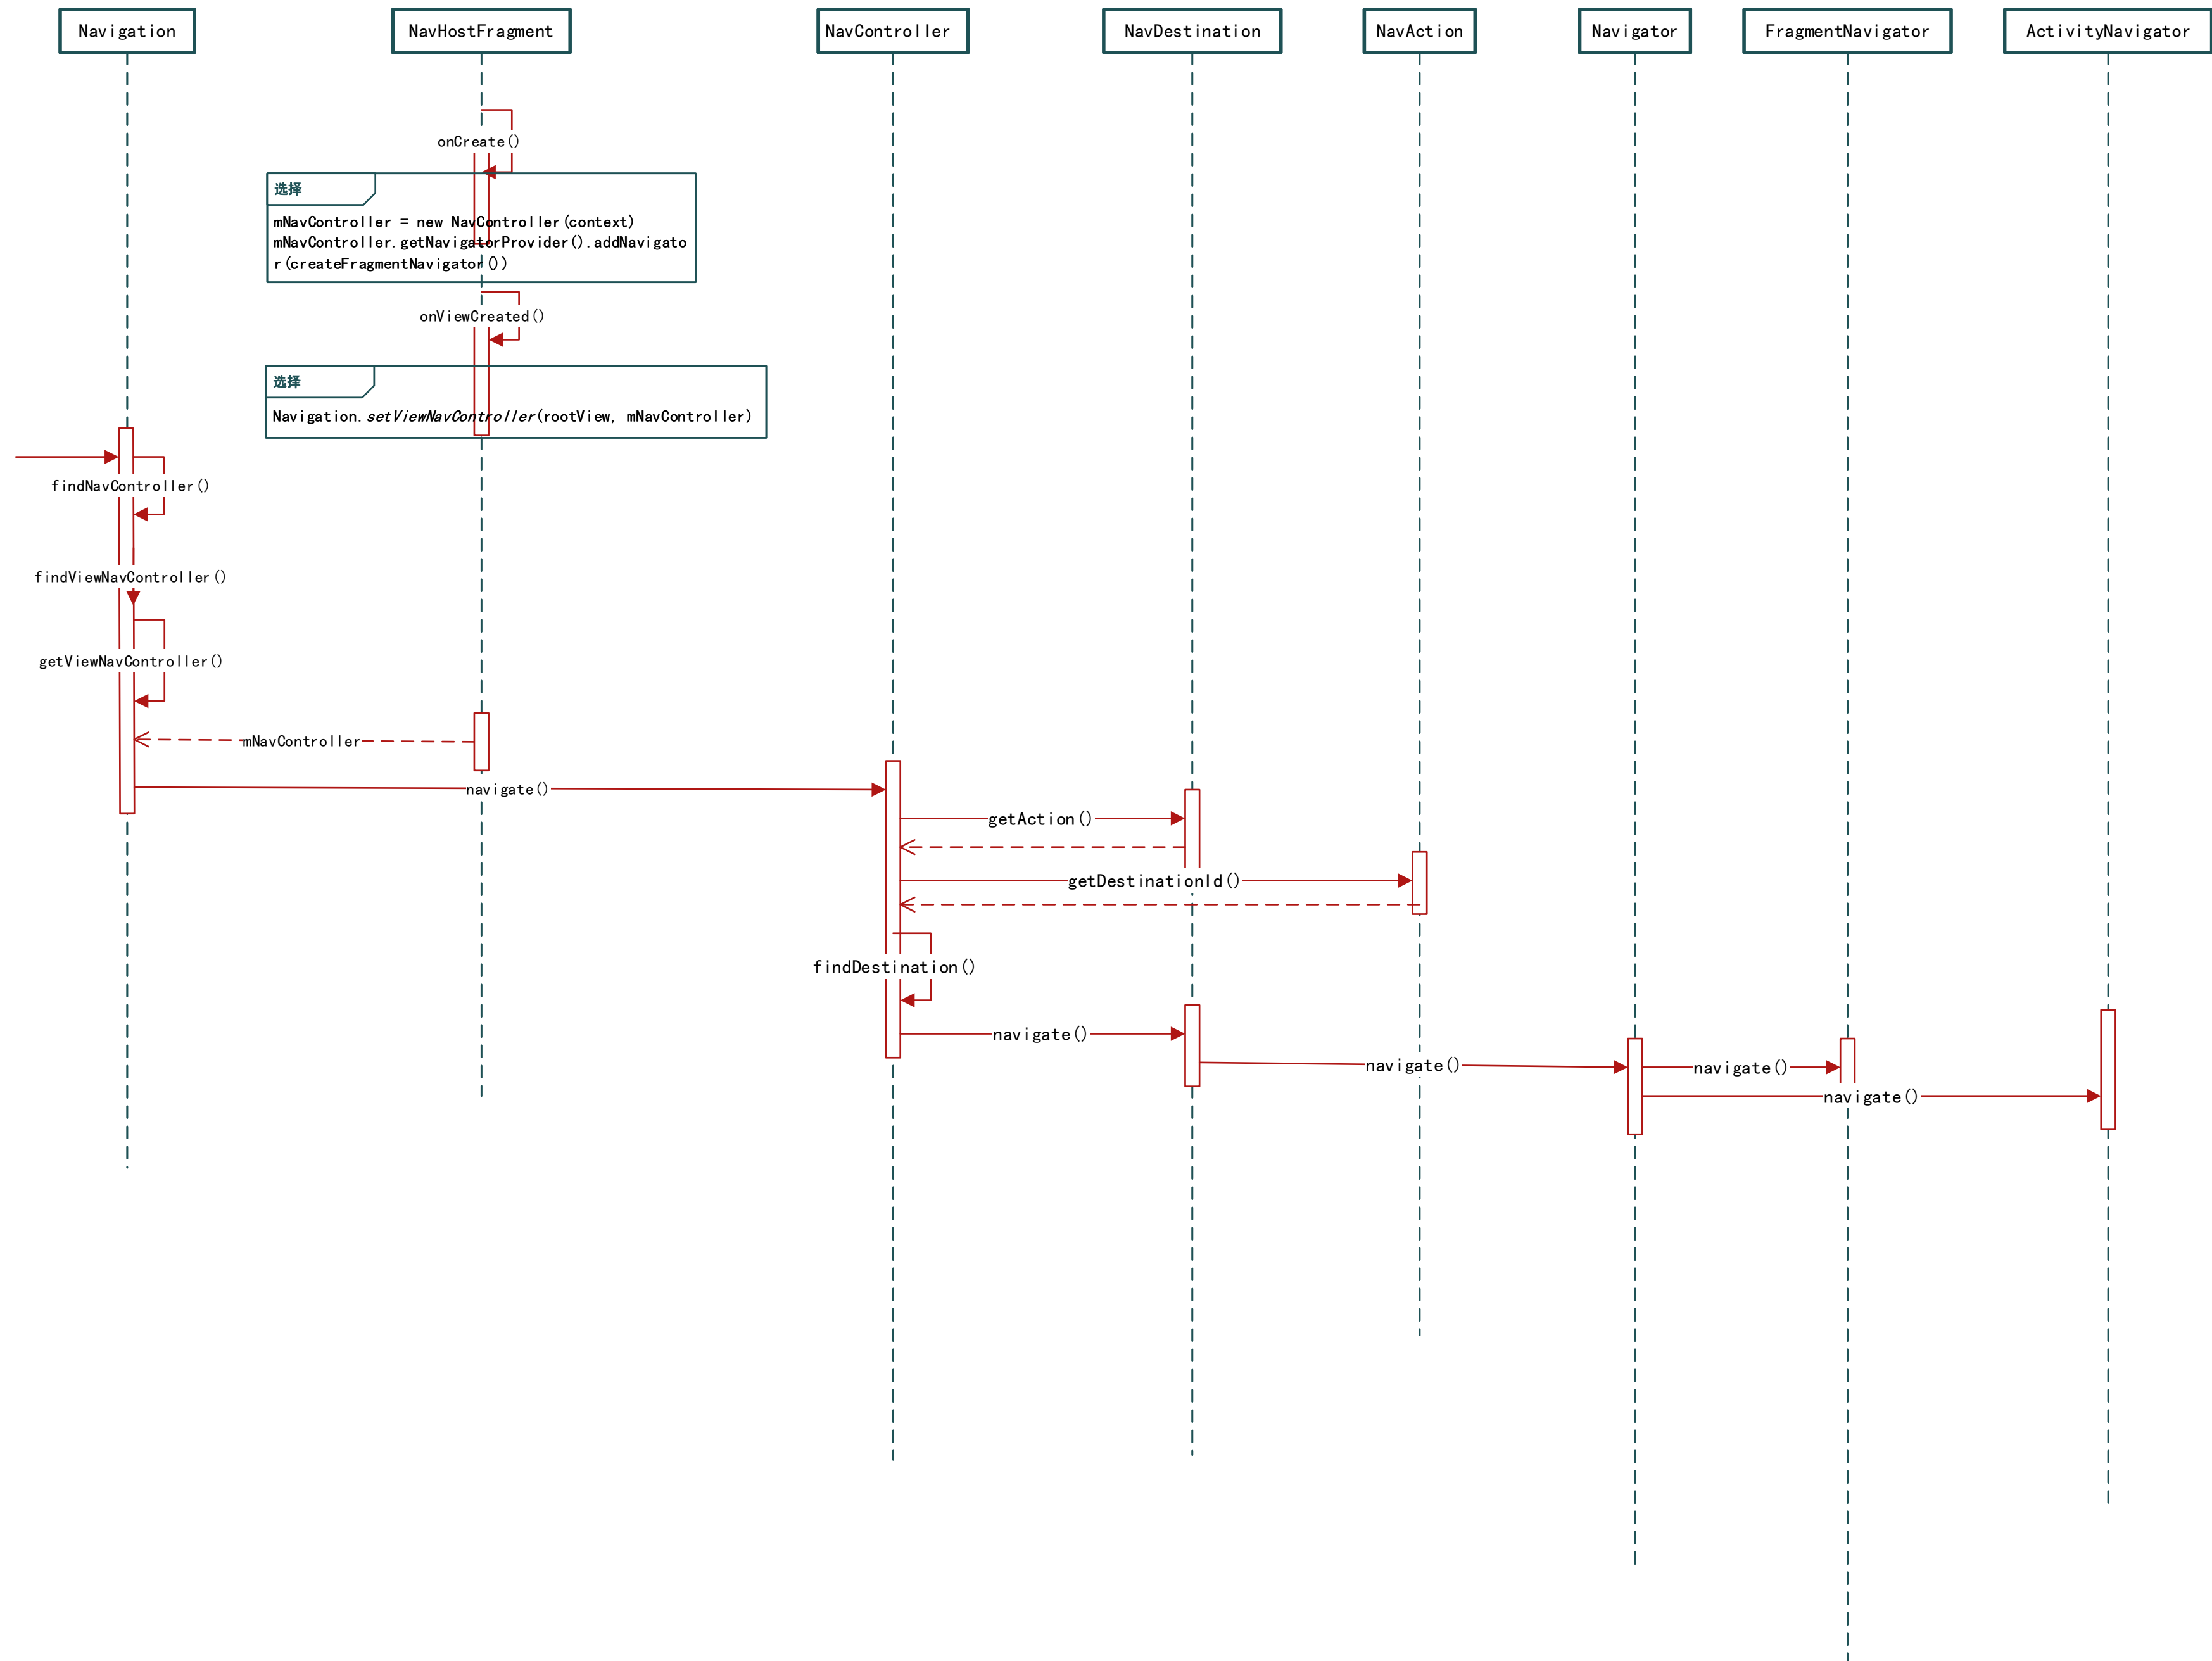 Navigation
NavHostFragment
NavController
NavDestination
NavAction
Navigator
FragmentNavigator
ActivityNavigator
onCreate()
选择
mNavController = new NavController(context)
mNavController.getNavigatorProvider().addNavigato
r(createFragmentNavigator())
onViewCreated()
选择
Navigation.setViewNavController(rootView, mNavController)
findNavController()
findViewNavController()
getViewNavController()
mNavController
navigate()
getAction()
getDestinationId()
findDestination()
navigate()
navigate()
navigate()
navigate()